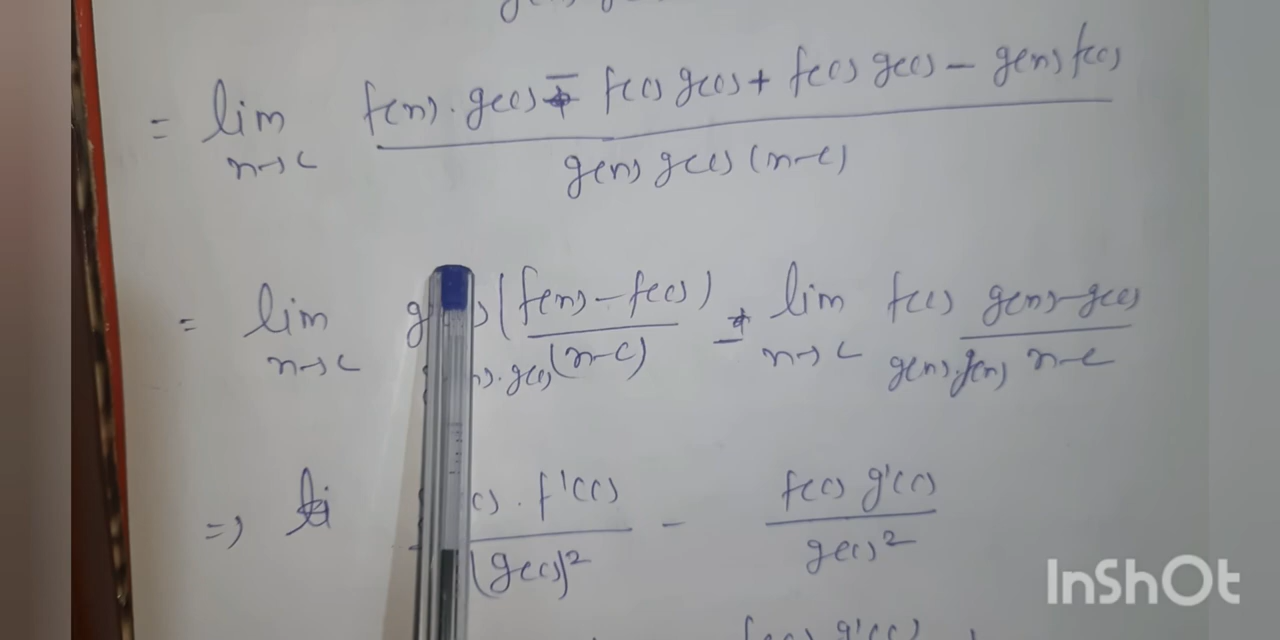 = lim f(n).g(c) - f(c)g(c) + f(c)g(c) - g(n)f(c)
n→c g(n)g(c)(n-c)
= lim (f(n)-f(c)) - lim f(c) g(n)-g(c)
n→c .g(c) (n-c) n→c g(n).g(n) n-c
=> . f'(c) - f(c) g'(c)
(g(c))² g(c)²
f(c) g'(c)
InShOt